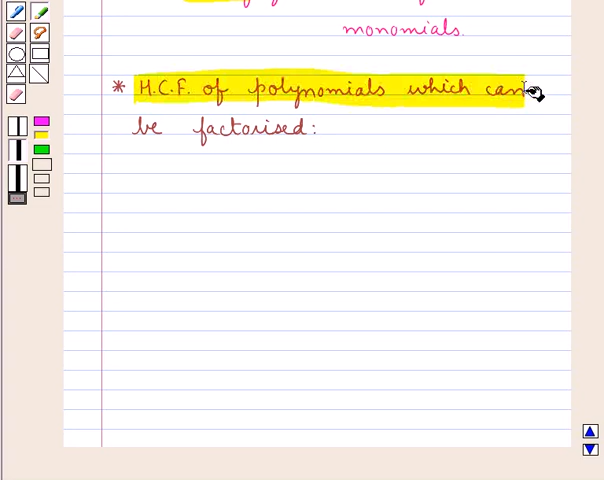 monomials.
* H.C.F. of polynomials which can
be factorised: